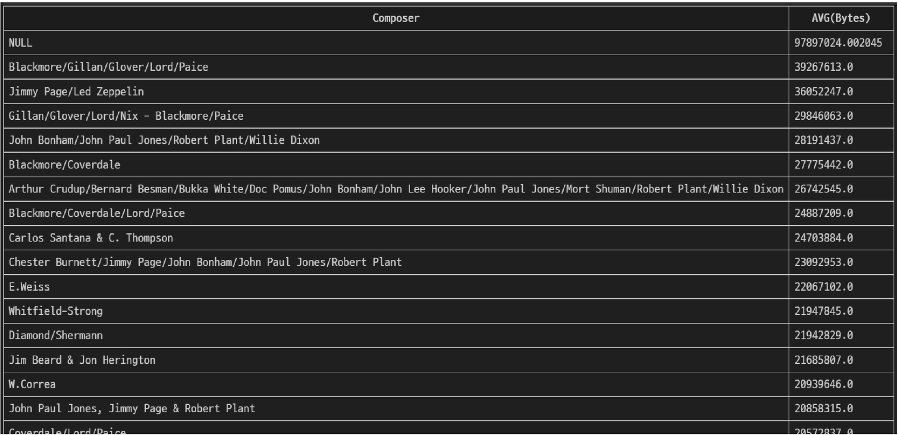 Composer AVG(Bytes)
NULL 97897024.002045
Blackmore/Gillan/Glover/Lord/Paice 39267613.0
Jimmy Page/Led Zeppelin 36052247.0
Gillan/Glover/Lord/Nix - Blackmore/Paice 29846063.0
John Bonham/John Paul Jones/Robert Plant/Willie Dixon 28191437.0
Blackmore/Coverdale 27775442.0
Arthur Crudup/Bernard Besman/Bukka White/Doc Pomus/John Bonham/John Lee Hooker/John Paul Jones/Mort Shuman/Robert Plant/Willie Dixon 26742545.0
Blackmore/Coverdale/Lord/Paice 24887209.0
Carlos Santana & C. Thompson 24703884.0
Chester Burnett/Jimmy Page/John Bonham/John Paul Jones/Robert Plant 23092953.0
E.Weiss 22067102.0
Whitfield-Strong 21947845.0
Diamond/Shermann 21942829.0
Jim Beard & Jon Herington 21685807.0
W.Correa 20939646.0
John Paul Jones, Jimmy Page & Robert Plant 20858315.0
Coverdale/Lord/Paice 20572837.0